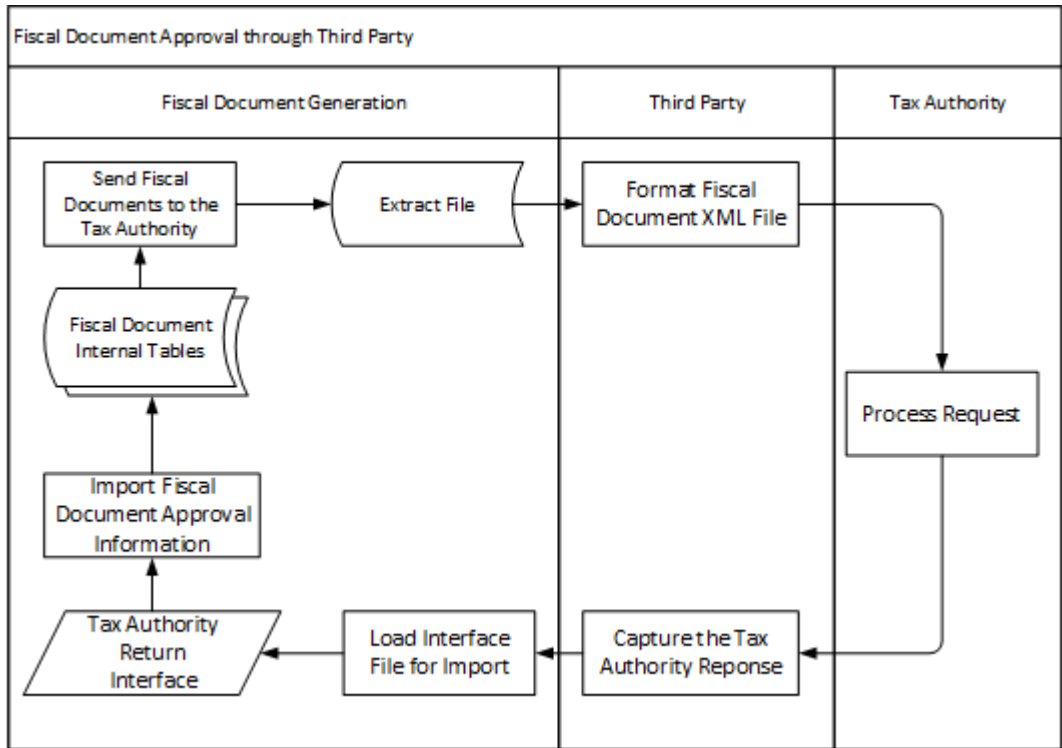 Fiscal Document Approval through Third Party
Fiscal Document Generation
Third Party
Tax Authority
Send Fiscal
Documents to the
Tax Authority
Extract File
Format Fiscal
Document XML File
Fiscal Document
Internal Tables
Process Request
Import Fiscal
Document Approval
Information
Tax Authority
Return
Interface
Load Interface
File for Import
Capture the Tax
Authority Reponse